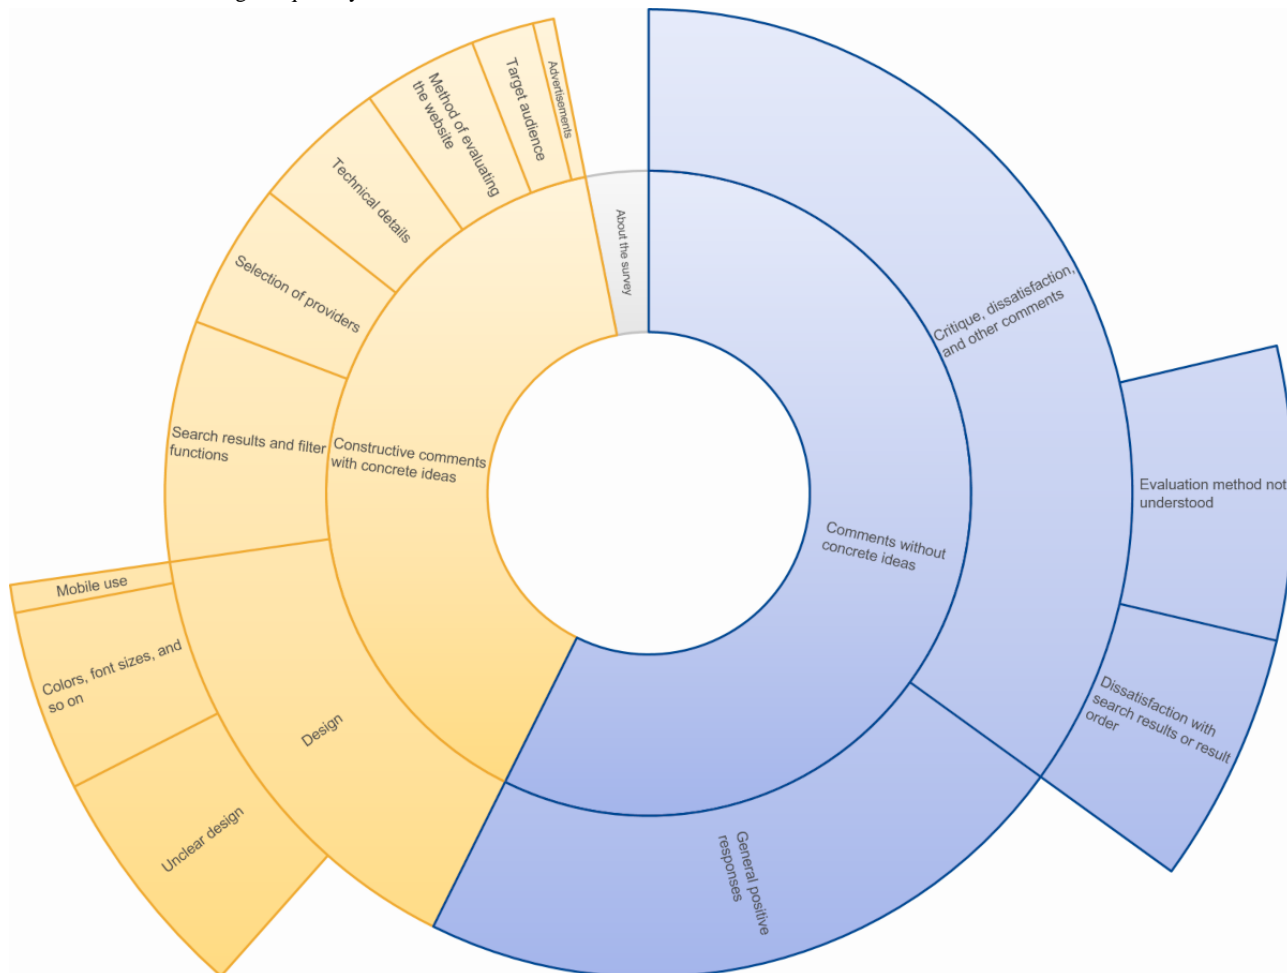 Advertisements
Target audience
Method of evaluating
the website
Technical details
Selection of providers
Search results and filter
functions
Constructive comments
with concrete ideas
About the survey
Critique, dissatisfaction,
and other comments
Evaluation method not
understood
Comments without
concrete ideas
Mobile use
Colors, font sizes, and
so on
Design
Unclear design
Dissatisfaction with
search results or result
order
General positive
responses